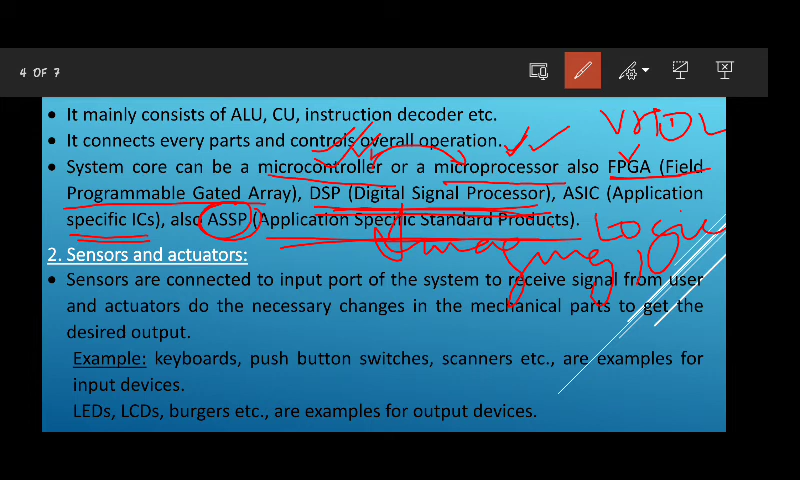 4 OF 7
• It mainly consists of ALU, CU, instruction decoder etc.
• It connects every parts and controls overall operation.
VHDL
• System core can be a microcontroller or a microprocessor also FPGA (Field
Programmable Gated Array), DSP (Digital Signal Processor), ASIC (Application
specific ICs), also ASSP (Application Specific Standard Products).
Logic
2. Sensors and actuators:
• Sensors are connected to input port of the system to receive signal from user
and actuators do the necessary changes in the mechanical parts to get the
desired output.
Example: keyboards, push button switches, scanners etc., are examples for
input devices.
LEDs, LCDs, burgers etc., are examples for output devices.